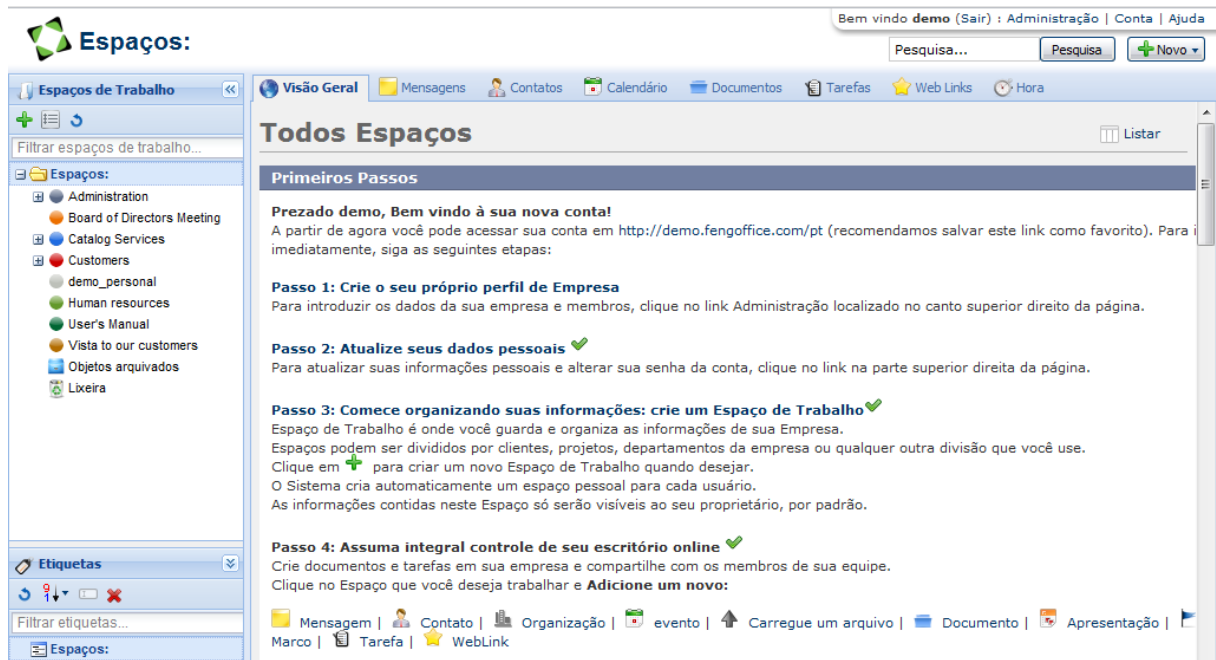 Bem vindo demo (Sair) : Administração | Conta | Ajuda
Espaços:
Pesquisa...
Pesquisa
Novo
Espaços de Trabalho
Visão Geral
Mensagens
Contatos
Calendário
Documentos
Tarefas
Web Links
Hora
Filtrar espaços de trabalho...
Espaços:
Administration
Board of Directors Meeting
Catalog Services
Customers
demo_personal
Human resources
User's Manual
Vista to our customers
Objetos arquivados
Lixeira
Etiquetas
Filtrar etiquetas...
Espaços:
Todos Espaços
Listar
Primeiros Passos
Prezado demo, Bem vindo à sua nova conta!
A partir de agora você pode acessar sua conta em http://demo.fengoffice.com/pt (recomendamos salvar este link como favorito). Para i
imediatamente, siga as seguintes etapas:
Passo 1: Crie o seu próprio perfil de Empresa
Para introduzir os dados da sua empresa e membros, clique no link Administração localizado no canto superior direito da página.
Passo 2: Atualize seus dados pessoais
Para atualizar suas informações pessoais e alterar sua senha da conta, clique no link na parte superior direita da página.
Passo 3: Comece organizando suas informações: crie um Espaço de Trabalho
Espaço de Trabalho é onde você guarda e organiza as informações de sua Empresa.
Espaços podem ser divididos por clientes, projetos, departamentos da empresa ou qualquer outra divisão que você use.
Clique em para criar um novo Espaço de Trabalho quando desejar.
O Sistema cria automaticamente um espaço pessoal para cada usuário.
As informações contidas neste Espaço só serão visíveis ao seu proprietário, por padrão.
Passo 4: Assuma integral controle de seu escritório online
Crie documentos e tarefas em sua empresa e compartilhe com os membros de sua equipe.
Clique no Espaço que você deseja trabalhar e Adicione um novo:
Mensagem | Contato | Organização | evento | Carregue um arquivo | Documento | Apresentação |
Marco | Tarefa | WebLink